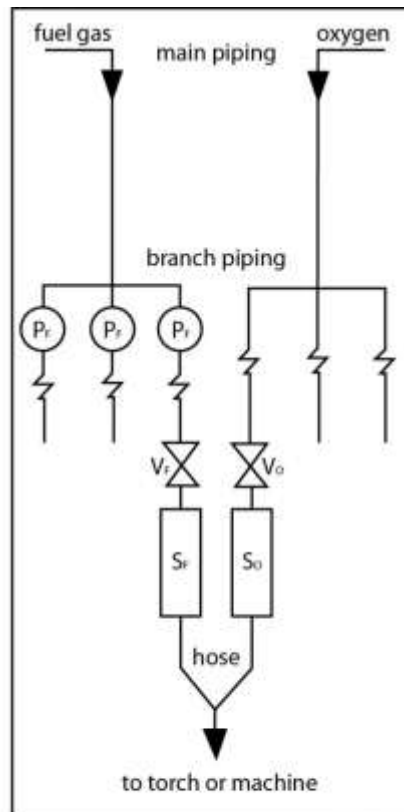 fuel gas
oxygen
main piping
branch piping
PF PF PF
VF VO
SF SO
hose
to torch or machine